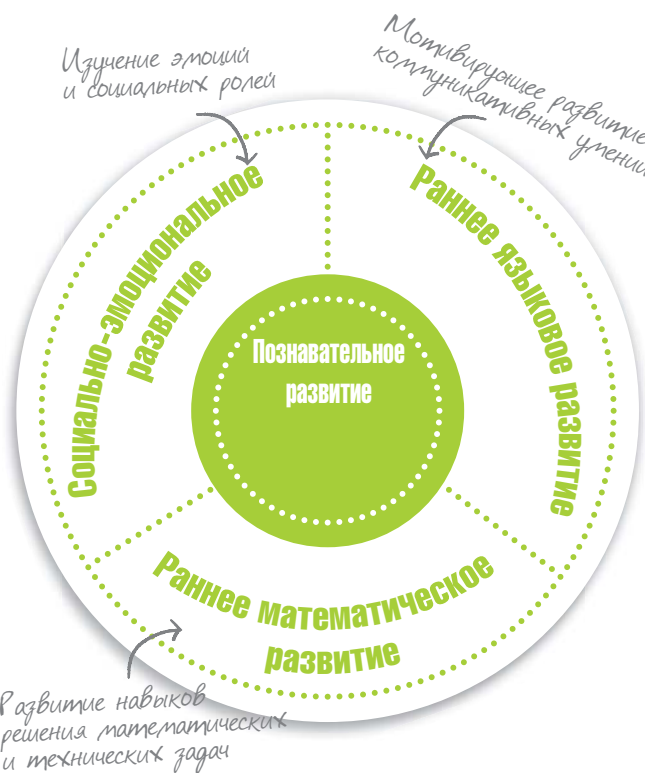 Изучение эмоций
и социальных ролей
Мотивирующее развитие
коммуникативных умений
Социально-эмоциональное
развитие
Раннее языковое развитие
Познавательное
развитие
Раннее математическое
развитие
Развитие навыков
решения математических
и технических задач